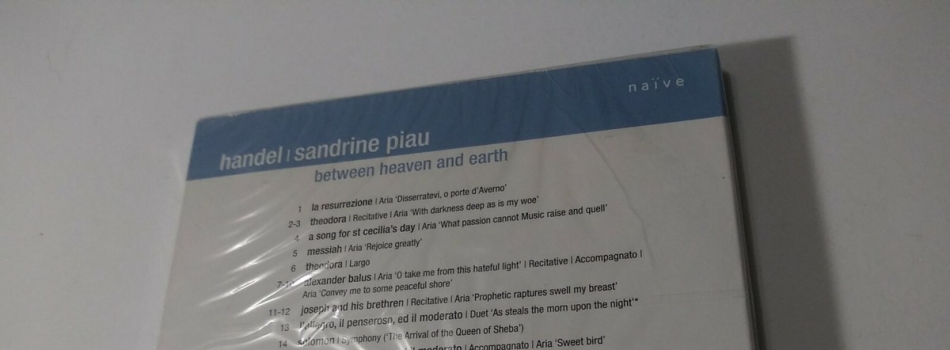 naïve
handel | sandrine piau
between heaven and earth
1 la resurrezione | Aria 'Disserratevi, o porte d'Averno'
2-3 theodora | Recitative | Aria 'With darkness deep as is my woe'
4 a song for st cecilia's day | Aria 'What passion cannot Music raise and quell'
5 messiah | Aria 'Rejoice greatly'
6 theodora | Largo
alexander balus | Aria 'O take me from this hateful light' | Recitative | Accompagnato |
Aria 'Convey me to some peaceful shore'
11-12 joseph and his brethren | Recitative | Aria 'Prophetic raptures swell my breast'
13 l'allegro, il penseroso, ed il moderato | Duet 'As steals the morn upon the night'*
14 solomon | Symphony ('The Arrival of the Queen of Sheba')
moderato | Accompagnato | Aria 'Sweet bird'